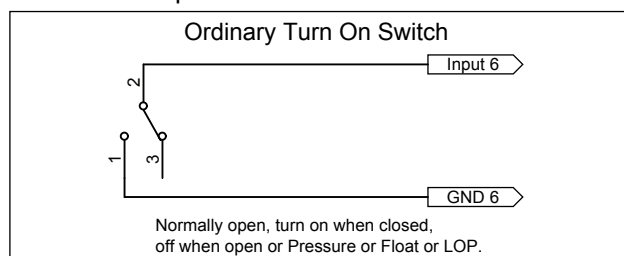 Ordinary Turn On Switch
Input 6
2
1
3
GND 6
Normally open, turn on when closed,
off when open or Pressure or Float or LOP.